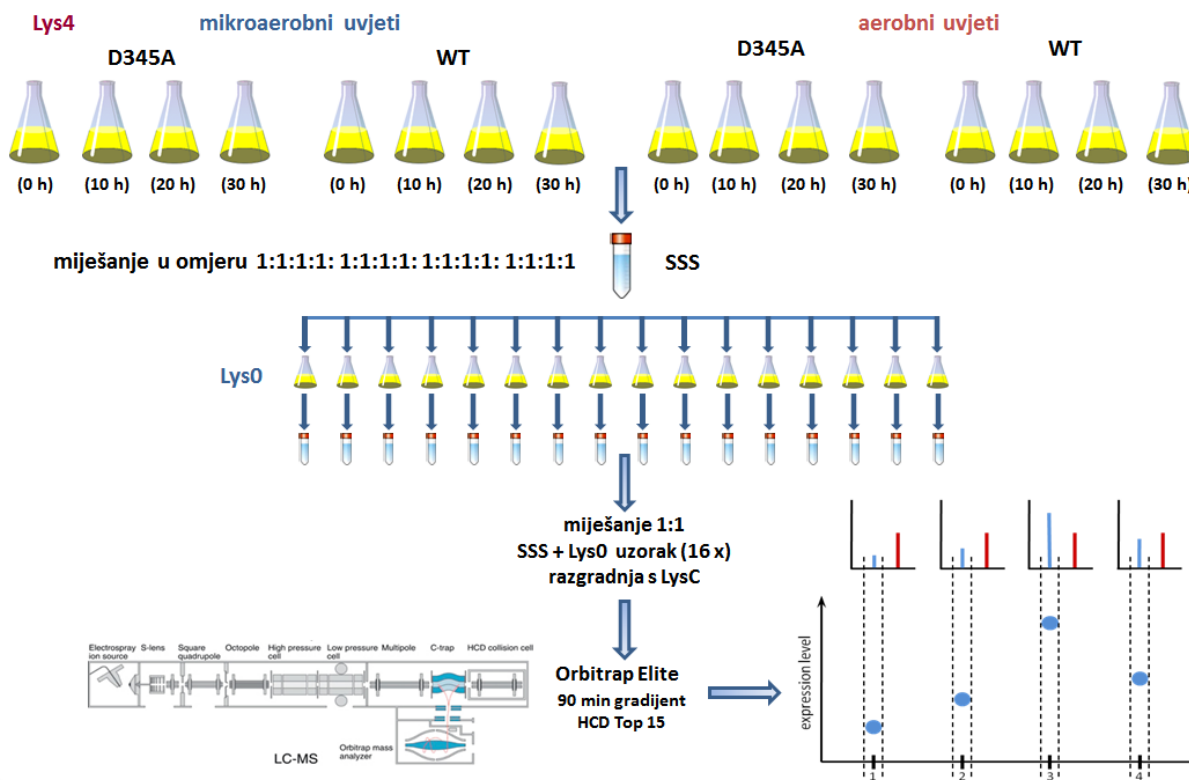 Lys4 mikroaerobni uvjeti aerobni uvjeti
D345A WT D345A WT
(0 h) (10 h) (20 h) (30 h) (0 h) (10 h) (20 h) (30 h) (0 h) (10 h) (20 h) (30 h) (0 h) (10 h) (20 h) (30 h)
miješanje u omjeru 1:1:1:1: 1:1:1:1: 1:1:1:1: 1:1:1:1 SSS
Lys0
miješanje 1:1
SSS + Lys0 uzorak (16 x)
razgradnja s LysC
Orbitrap Elite
90 min gradijent
HCD Top 15
Electrospray
ion source
S-lens
Square
quadrupole
Octopole
High pressure
cell
Low pressure
cell
Multipole
C-trap
HCD collision cell
Orbitrap mass
analyzer
LC-MS
expression level
1 2 3 4